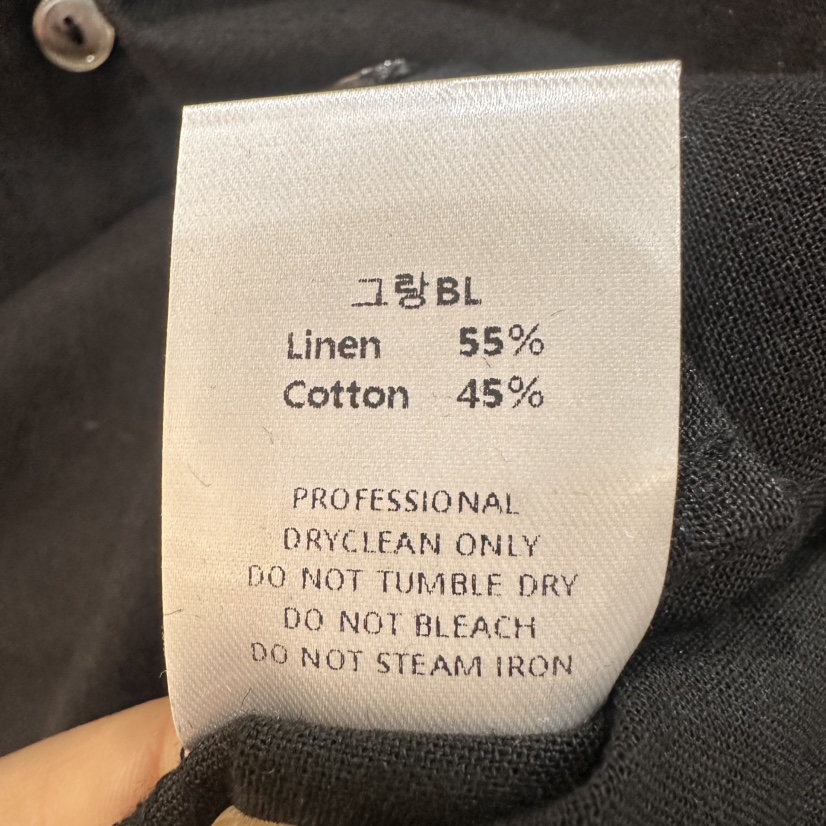 그랑BL
Linen 55%
Cotton 45%
PROFESSIONAL
DRYCLEAN ONLY
DO NOT TUMBLE DRY
DO NOT BLEACH
DO NOT STEAM IRON